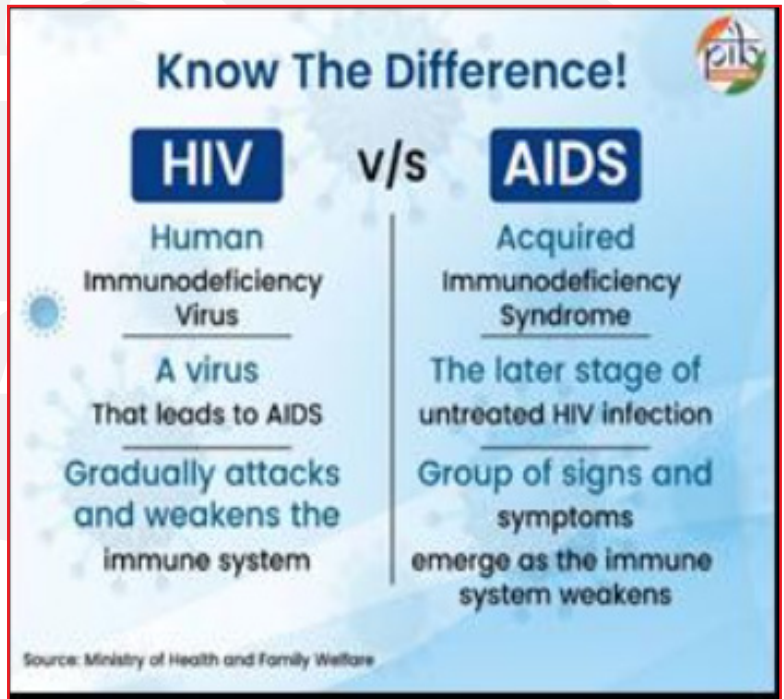 Know The Difference!
pib
HIV v/s AIDS
Human
Immunodeficiency
Virus
A virus
That leads to AIDS
Gradually attacks
and weakens the
immune system
Acquired
Immunodeficiency
Syndrome
The later stage of
untreated HIV infection
Group of signs and
symptoms
emerge as the immune
system weakens
Source: Ministry of Health and Family Welfare